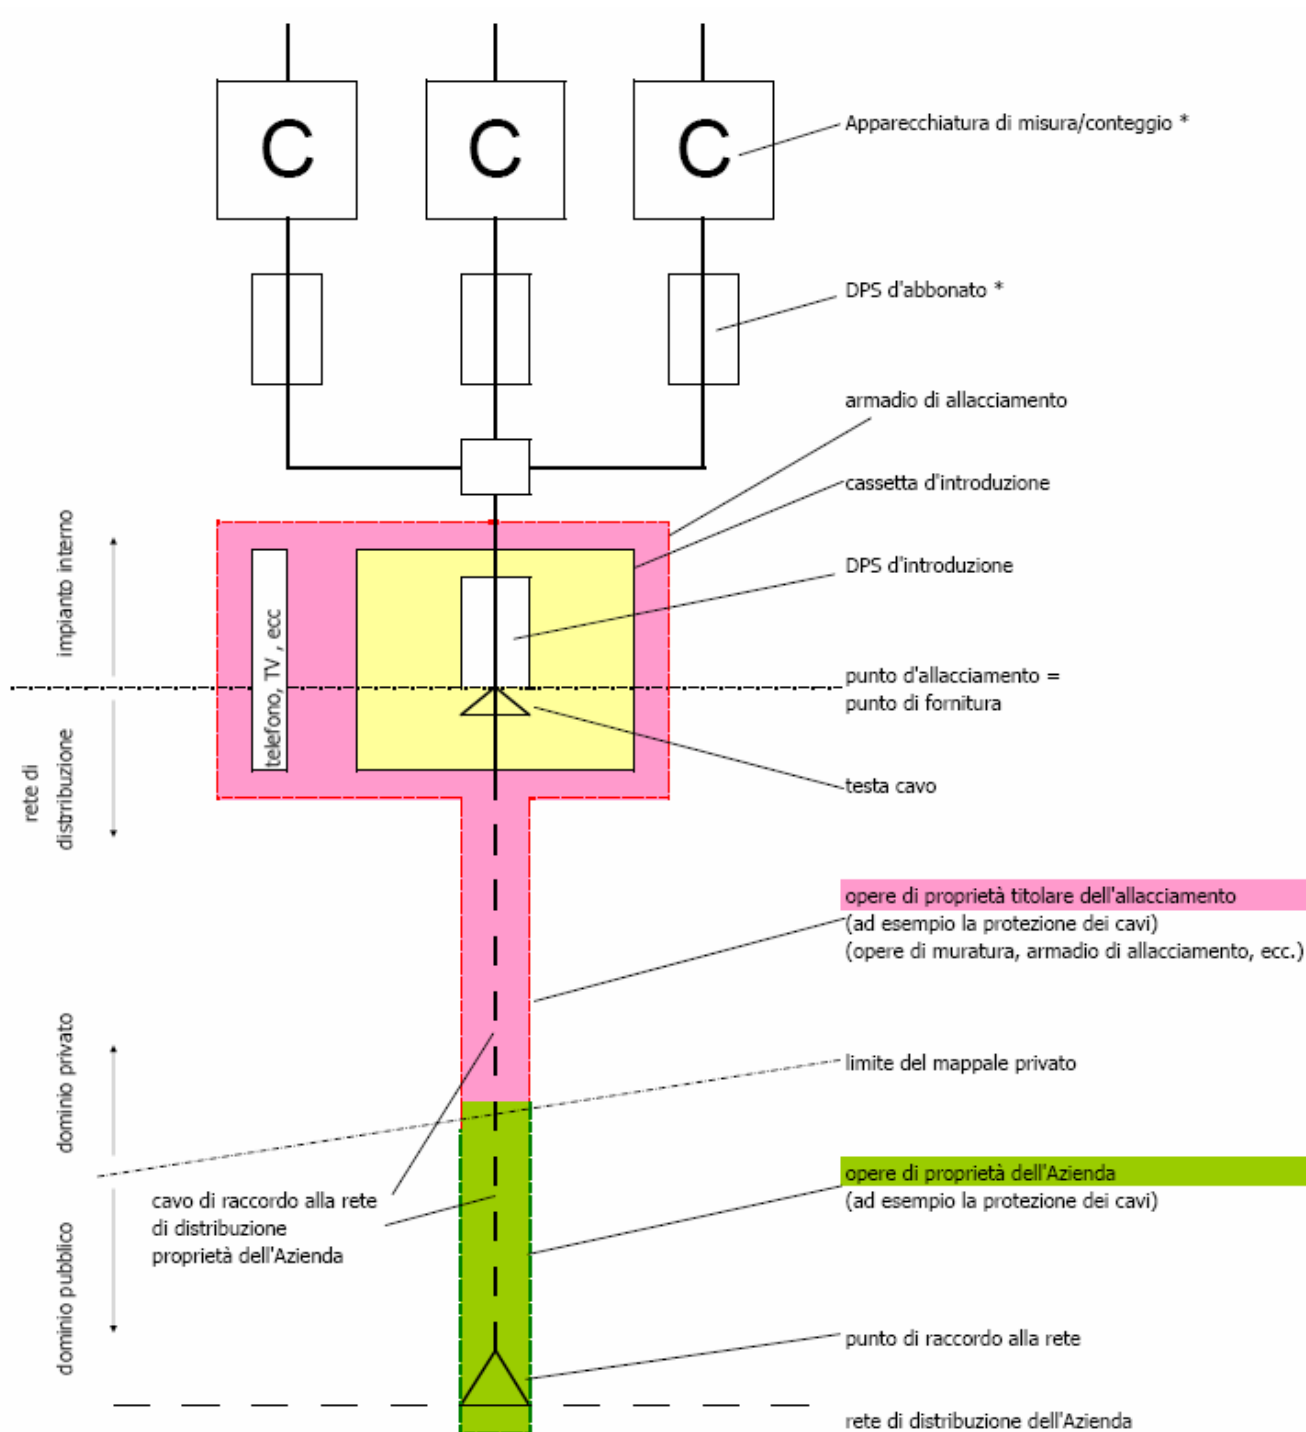 C
C
C
Apparecchiatura di misura/conteggio *
DPS d'abbonato *
armadio di allacciamento
cassetta d'introduzione
DPS d'introduzione
impianto interno
telefono, TV , ecc
punto d'allacciamento =
punto di fornitura
rete di
distrribuzione
testa cavo
opere di proprietà titolare dell'allacciamento
(ad esempio la protezione dei cavi)
(opere di muratura, armadio di allacciamento, ecc.)
dominio privato
limite del mappale privato
opere di proprietà dell'Azienda
(ad esempio la protezione dei cavi)
cavo di raccordo alla rete
di distribuzione
proprietà dell'Azienda
dominio pubblico
punto di raccordo alla rete
rete di distribuzione dell'Azienda